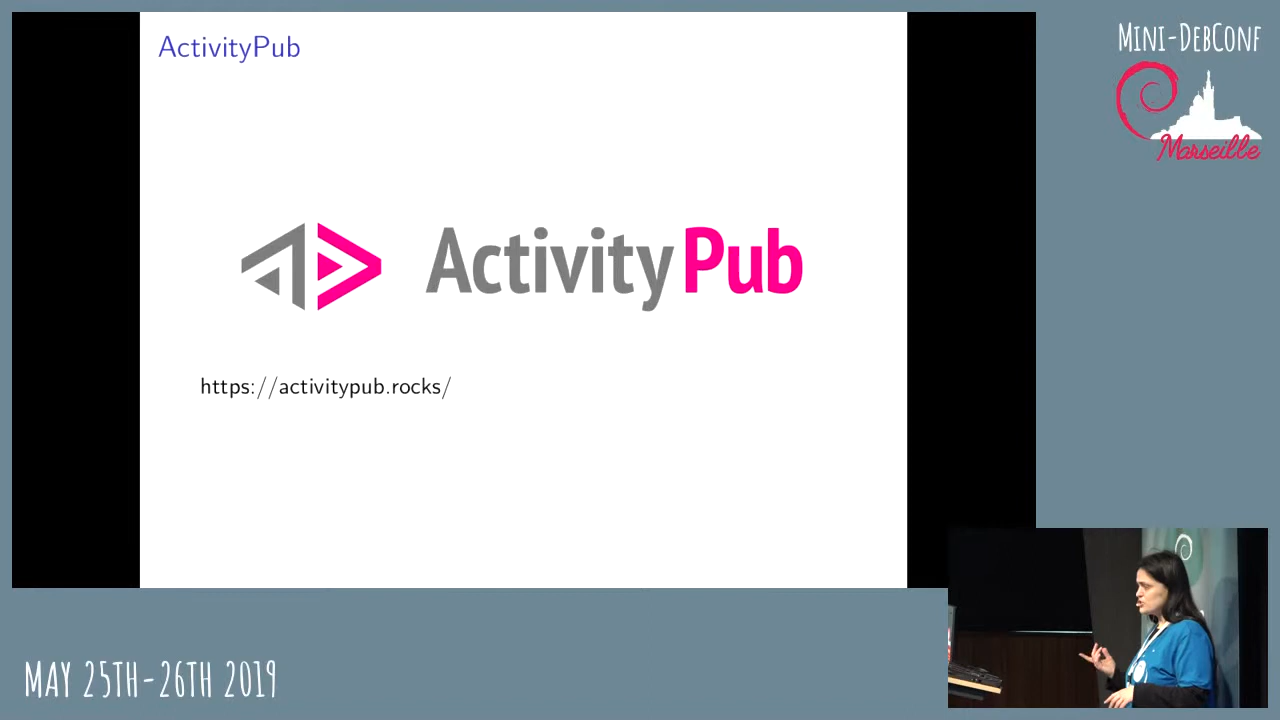 ActivityPub
ActivityPub
https://activitypub.rocks/
MINI-DEBCONF
Marseille
MAY 25TH-26TH 2019